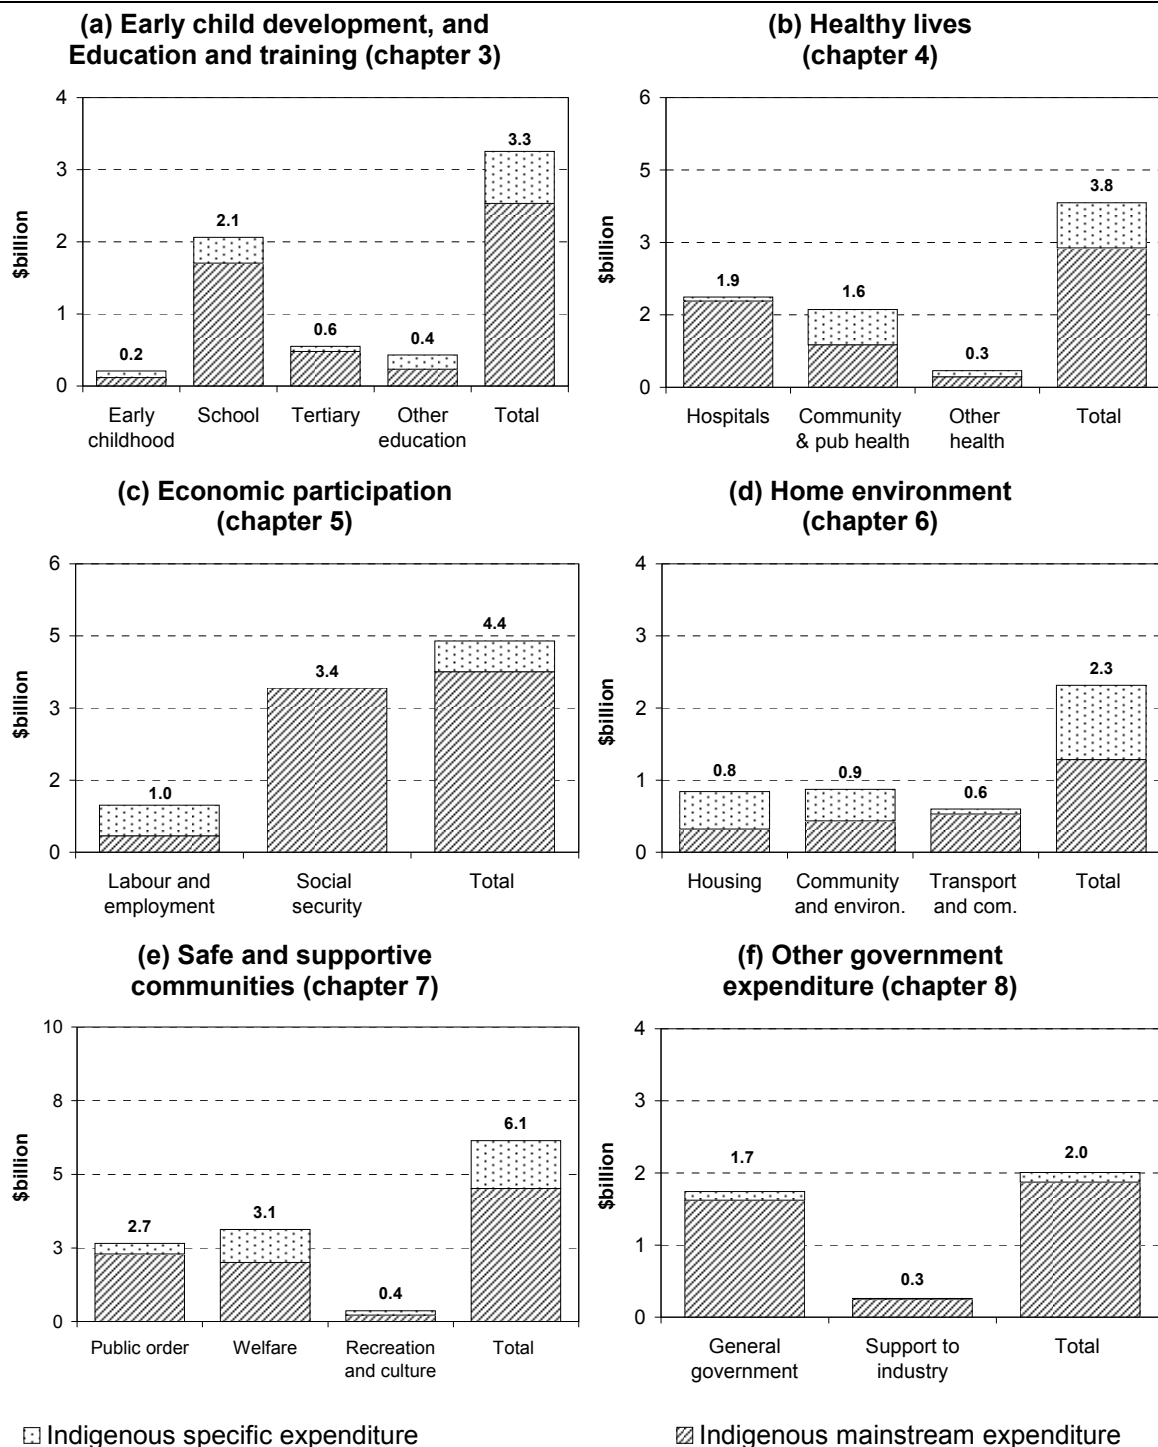 (a) Early child development, and
Education and training (chapter 3)
4
3
2
1
0
$billion
0.2
2.1
0.6
0.4
3.3
Early
childhood
School
Tertiary
Other
education
Total
(b) Healthy lives
(chapter 4)
6
5
3
2
0
$billion
1.9
1.6
0.3
3.8
Hospitals
Community
& pub health
Other
health
Total
(c) Economic participation
(chapter 5)
6
5
3
2
0
$billion
1.0
3.4
4.4
Labour and
employment
Social
security
Total
(d) Home environment
(chapter 6)
4
3
2
1
0
$billion
0.8
0.9
0.6
2.3
Housing
Community
and environ.
Transport
and com.
Total
(e) Safe and supportive
communities (chapter 7)
10
8
5
3
0
$billion
2.7
3.1
0.4
6.1
Public order
Welfare
Recreation
and culture
Total
(f) Other government
expenditure (chapter 8)
4
3
2
1
0
$billion
1.7
0.3
2.0
General
government
Support to
industry
Total
Indigenous specific expenditure
Indigenous mainstream expenditure